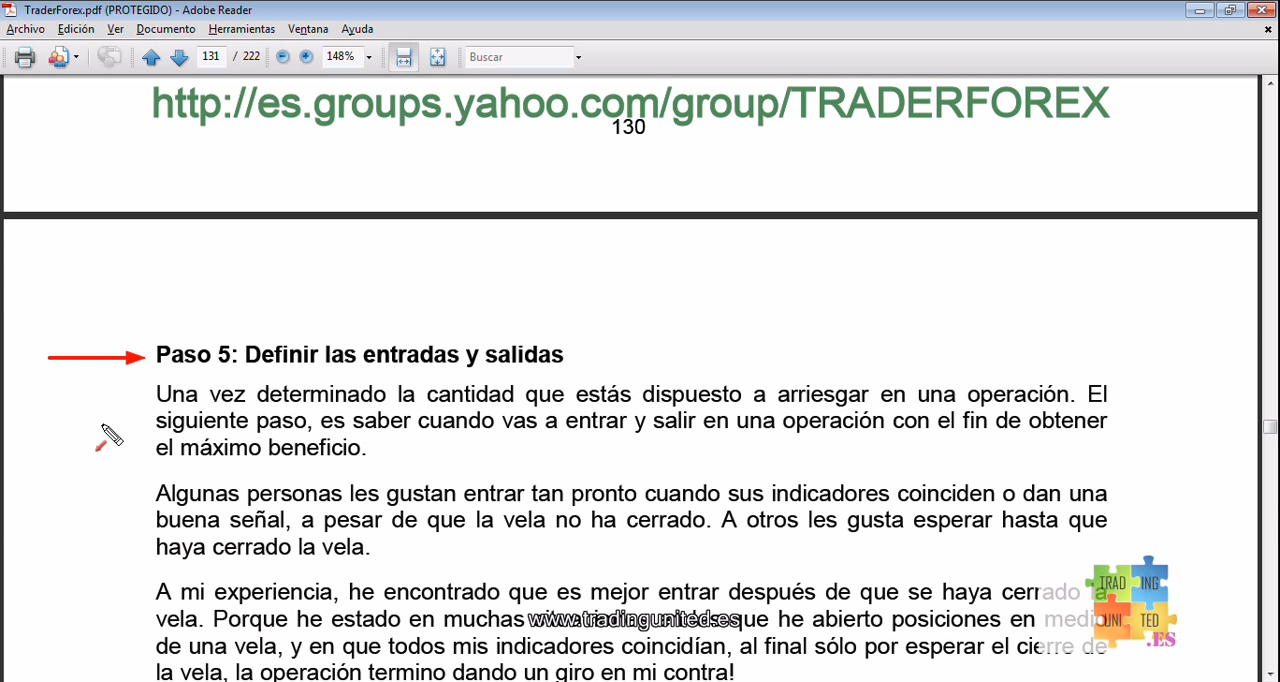 TraderForex.pdf (PROTEGIDO) - Adobe Reader
Archivo Edición Ver Documento Herramientas Ventana Ayuda
131 / 222 148% Buscar
http://es.groups.yahoo.com/group/TRADERFOREX
130
Paso 5: Definir las entradas y salidas
Una vez determinado la cantidad que estás dispuesto a arriesgar en una operación. El
siguiente paso, es saber cuando vas a entrar y salir en una operación con el fin de obtener
el máximo beneficio.
Algunas personas les gustan entrar tan pronto cuando sus indicadores coinciden o dan una
buena señal, a pesar de que la vela no ha cerrado. A otros les gusta esperar hasta que
haya cerrado la vela.
A mi experiencia, he encontrado que es mejor entrar después de que se haya cerrado la
vela. Porque he estado en muchas www.tradingunited.es que he abierto posiciones en medio
de una vela, y en que todos mis indicadores coincidían, al final sólo por esperar el cierre de
la vela, la operación termino dando un giro en mi contra!
TRAD ING
UNI TED
.ES